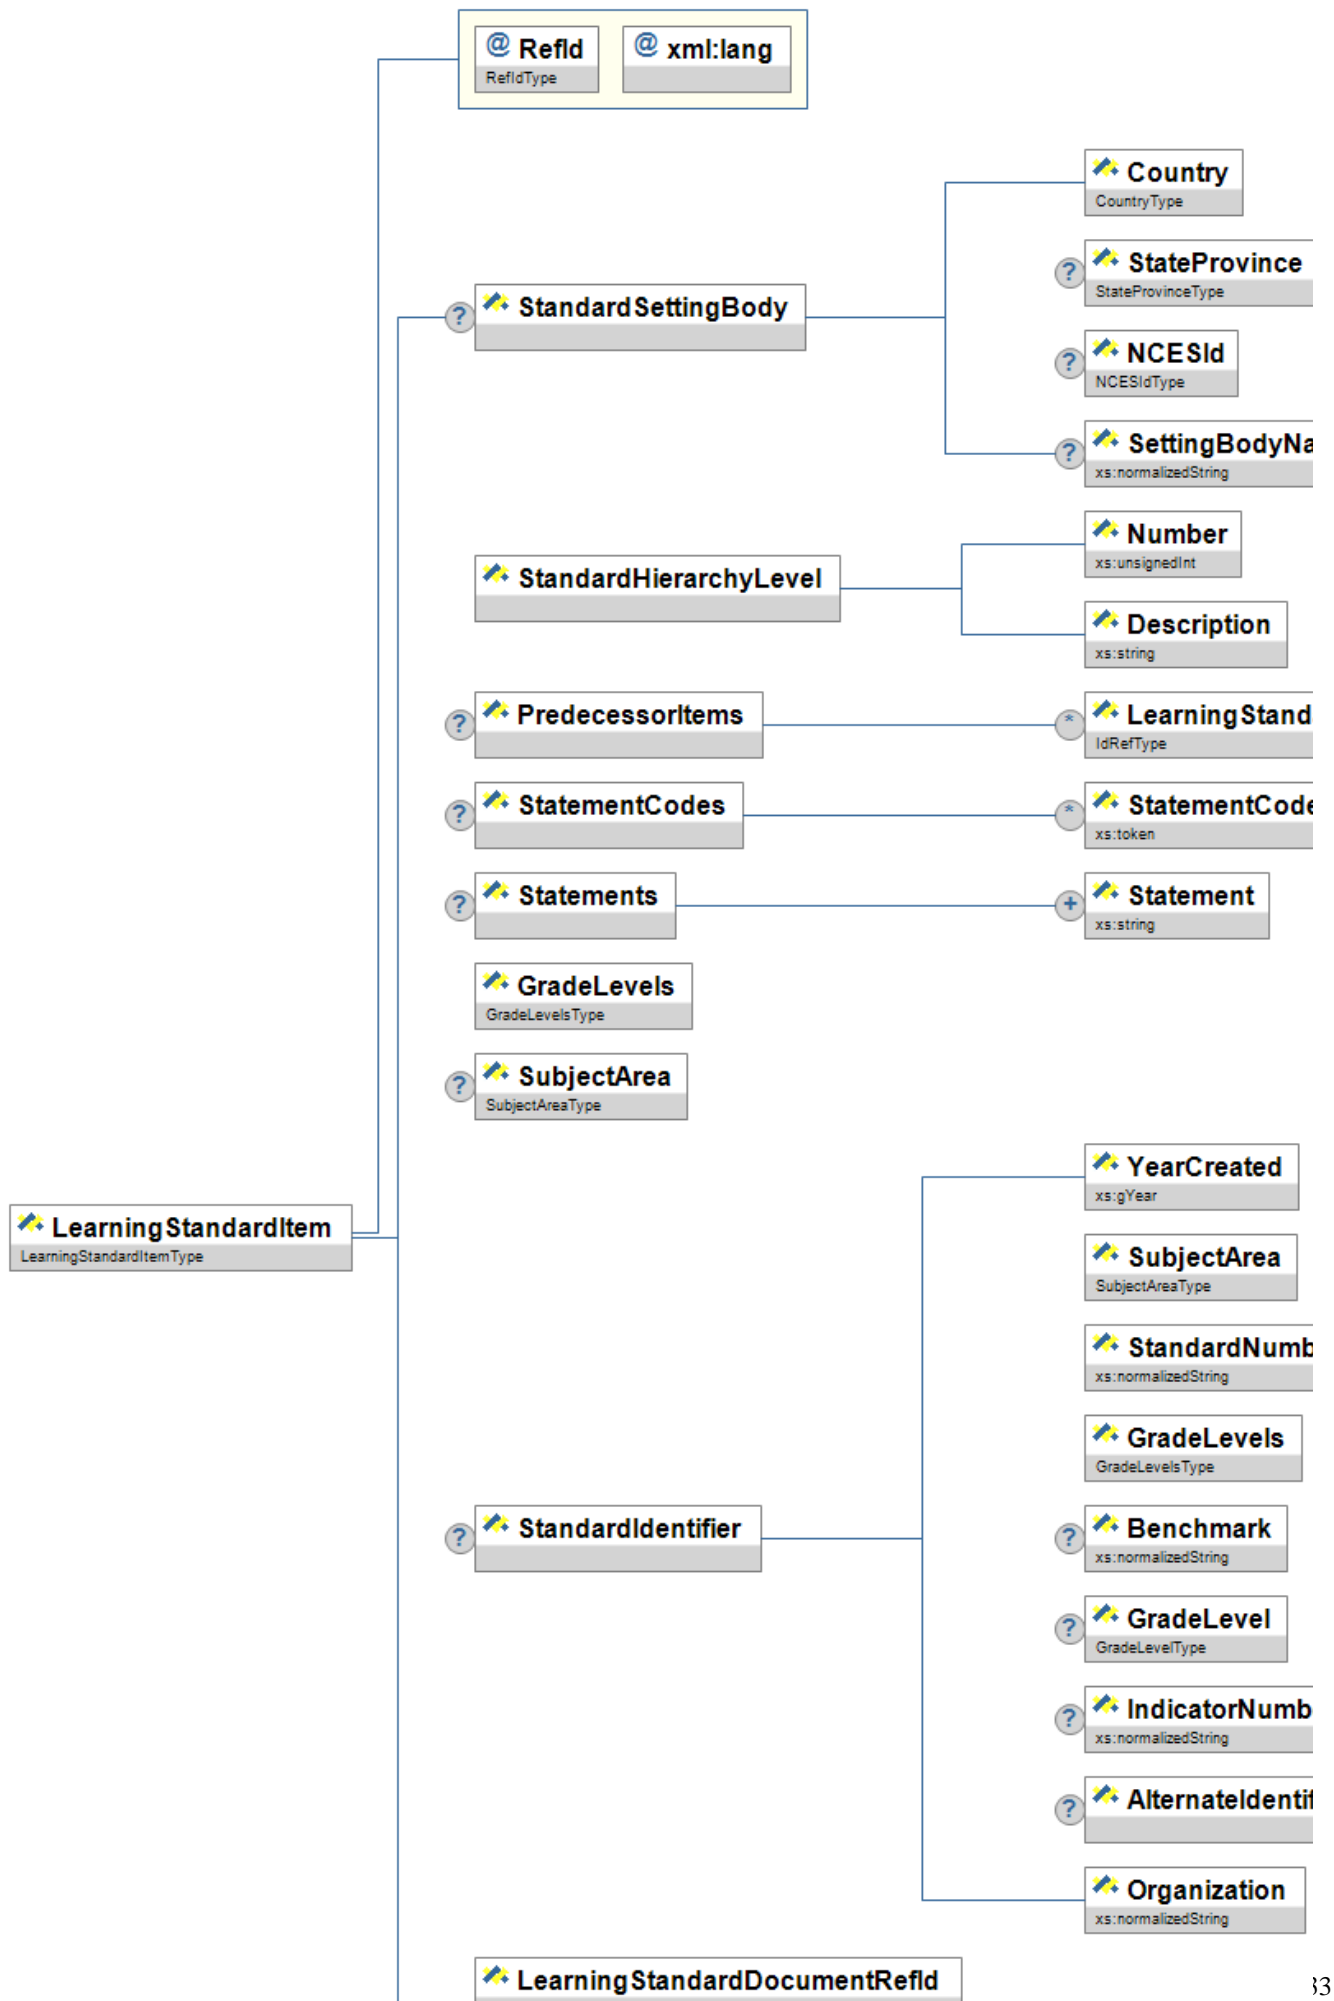 @ RefId
RefIdType
@ xml:lang
Country
CountryType
? StateProvince
StateProvinceType
? StandardSettingBody
? NCESId
NCESIdType
? SettingBodyNa
xs:normalizedString
Number
xs:unsignedInt
StandardHierarchyLevel
Description
xs:string
? PredecessorItems
* LearningStand
IdRefType
? StatementCodes
* StatementCode
xs:token
? Statements
+ Statement
xs:string
GradeLevels
GradeLevelsType
? SubjectArea
SubjectAreaType
YearCreated
xs:gYear
LearningStandardItem
LearningStandardItemType
SubjectArea
SubjectAreaType
StandardNumb
xs:normalizedString
GradeLevels
GradeLevelsType
? StandardIdentifier
? Benchmark
xs:normalizedString
? GradeLevel
GradeLevelType
? IndicatorNumb
xs:normalizedString
? AlternateIdentif
Organization
xs:normalizedString
LearningStandardDocumentRefId
33